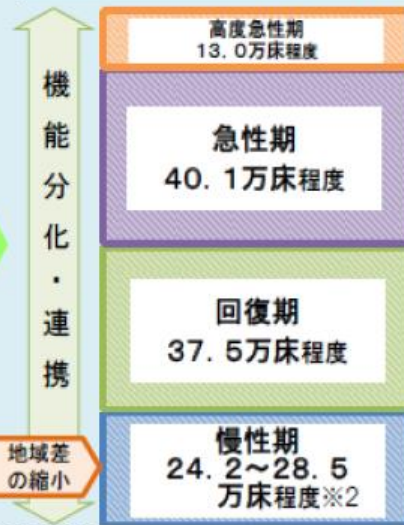 機能分化・連携
地域差
の縮小
高度急性期
13.0万床程度
急性期
40.1万床程度
回復期
37.5万床程度
慢性期
24.2~28.5
万床程度※2